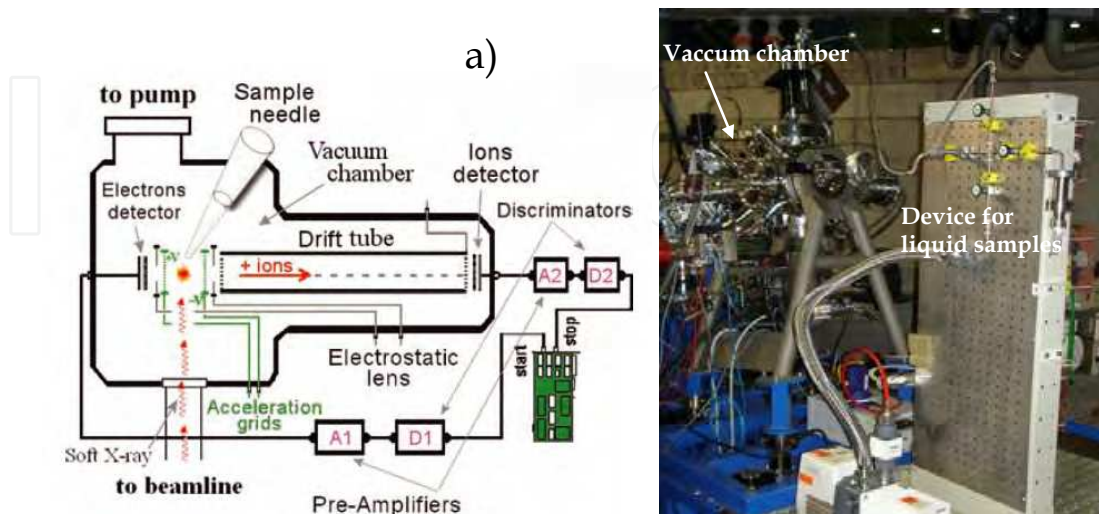 a)
to pump
Sample
needle
Vacuum
chamber
Ions
detector
Electrons
detector
Discriminators
Drift tube
+V
+ ions
-V
A2
D2
start
stop
Electrostatic
lens
Acceleration
grids
A1
D1
Soft X-ray
to beamline
Pre-Amplifiers
Vaccum chamber
Device for
liquid samples